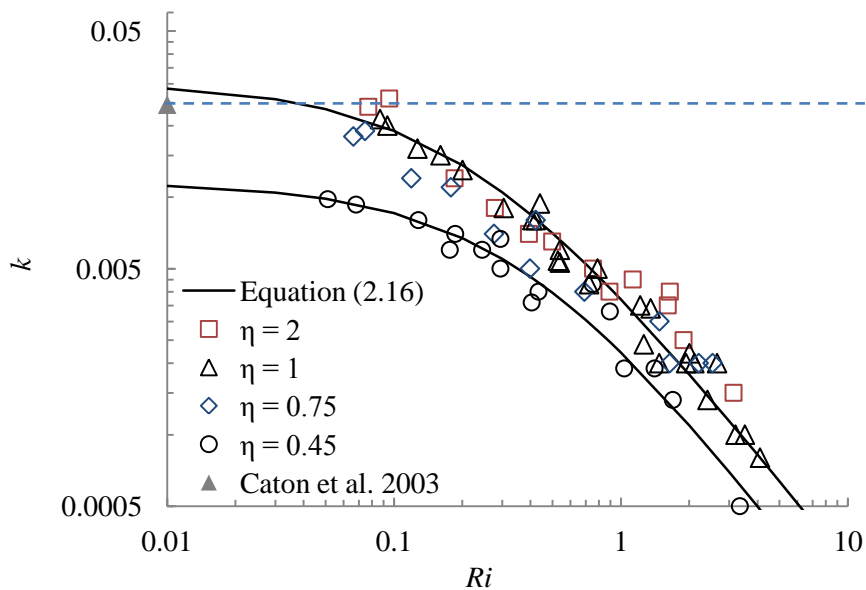 0.05
k
0.005
Equation (2.16)
η = 2
η = 1
η = 0.75
η = 0.45
Caton et al. 2003
0.0005
0.01
0.1
1
10
Ri